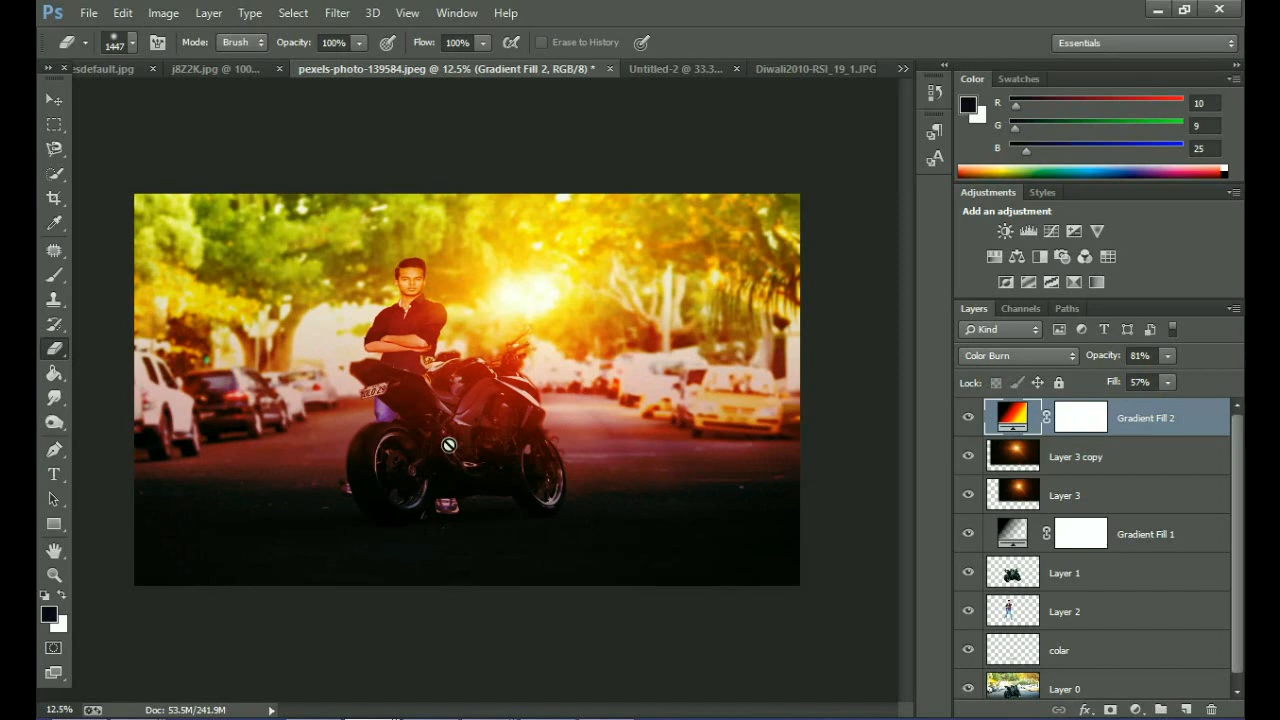 Ps File Edit Image Layer Type Select Filter 3D View Window Help
1447 Mode: Brush Opacity: 100% Flow: 100% Erase to History Essentials
esdefault.jpg × j8Z2K.jpg @ 100... × pexels-photo-139584.jpeg @ 12.5% (Gradient Fill 2, RGB/8) * × Untitled-2 @ 33.3... × Diwali2010-RSI_19_1.JPG
Color Swatches
R 10
G 9
B 25
Adjustments Styles
Add an adjustment
Layers Channels Paths
Kind
Color Burn Opacity: 81%
Lock: Fill: 57%
Gradient Fill 2
Layer 3 copy
Layer 3
Gradient Fill 1
Layer 1
Layer 2
colar
Layer 0
12.5% Doc: 53.5M/241.9M